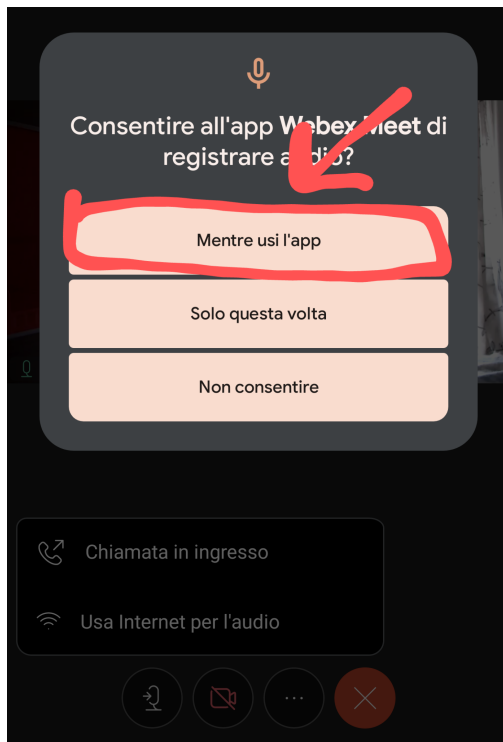 Consentire all'app Webex Meet di
registrare audio?
Mentre usi l'app
Solo questa volta
Non consentire
Chiamata in ingresso
Usa Internet per l'audio